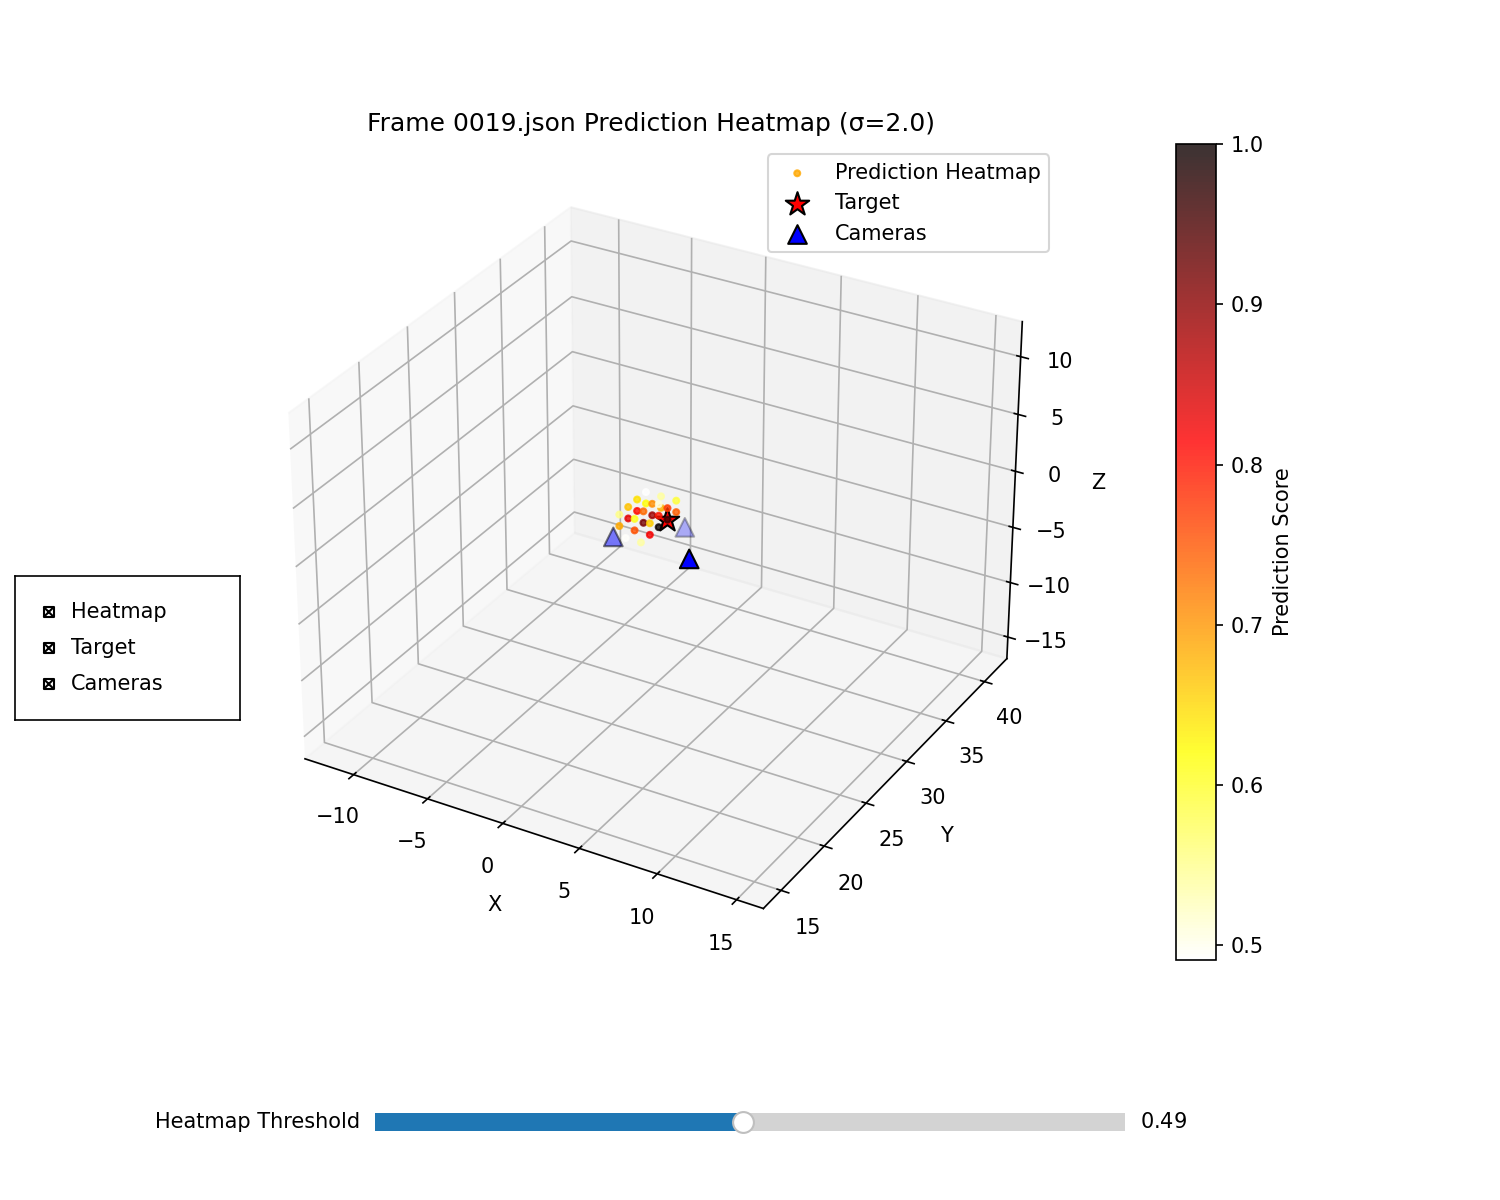 Frame 0019.json Prediction Heatmap (σ=2.0)
Prediction Heatmap
Target
Cameras
1.0
0.9
0.8
0.7
0.6
0.5
Prediction Score
10
5
0
−5
−10
−15
Z
Heatmap
Target
Cameras
−10
−5
0
5
10
15
X
15
20
25
30
35
40
Y
Heatmap Threshold
0.49